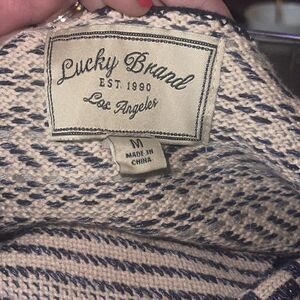 Lucky Brand
EST. 1990
Los Angeles
M
MADE IN
CHINA